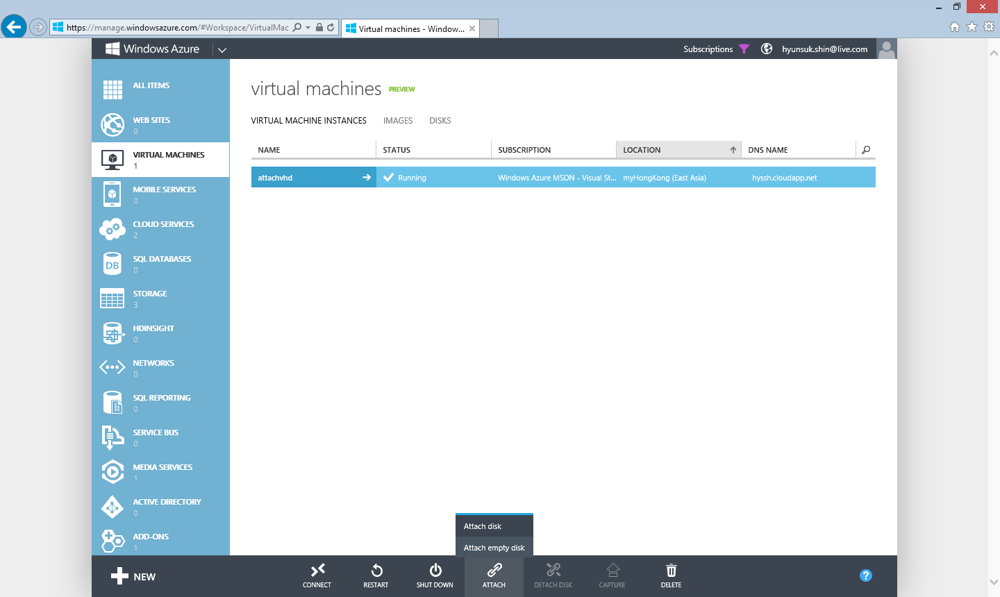 https://manage.windowsazure.com/#Workspace/VirtualMac
Virtual machines - Window...
Windows Azure
Subscriptions
hyunsuk.shin@live.com
ALL ITEMS
WEB SITES
0
VIRTUAL MACHINES
1
MOBILE SERVICES
0
CLOUD SERVICES
2
DB
SQL DATABASES
0
STORAGE
3
HDINSIGHT
0
NETWORKS
0
SQL REPORTING
0
SERVICE BUS
0
MEDIA SERVICES
1
ACTIVE DIRECTORY
0
ADD-ONS
1
virtual machines PREVIEW
VIRTUAL MACHINE INSTANCES IMAGES DISKS
NAME STATUS SUBSCRIPTION LOCATION DNS NAME
attachvhd Running Windows Azure MSDN - Visual St... myHongKong (East Asia) hyssh.cloudapp.net
Attach disk
Attach empty disk
NEW
CONNECT RESTART SHUT DOWN ATTACH DETACH DISK CAPTURE DELETE
?